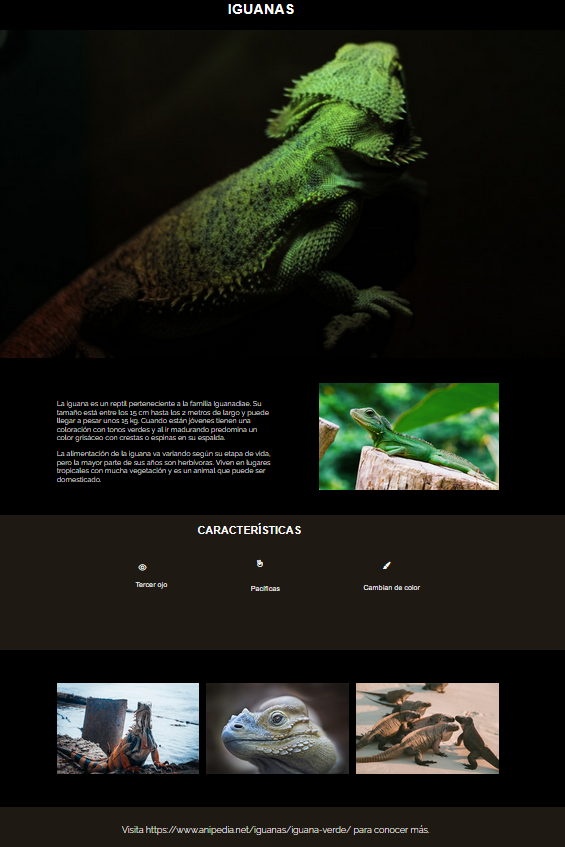 IGUANAS
La iguana es un reptil perteneciente a la familia Iguanadiae. Su
tamaño está entre los 15 cm hasta los 2 metros de largo y puede
llegar a pesar unos 15 kg. Cuando están jóvenes tienen una
coloración con tonos verdes y al ir madurando predomina un
color grisáceo con crestas o espinas en su espalda.
La alimentación de la iguana va variando según su etapa de vida,
pero la mayor parte de sus años son herbívoras. Viven en lugares
tropicales con mucha vegetación y es un animal que puede ser
domesticado.
CARACTERÍSTICAS
Tercer ojo
Pacíficas
Cambian de color
Visita https://www.anipedia.net/iguanas/iguana-verde/ para conocer más.